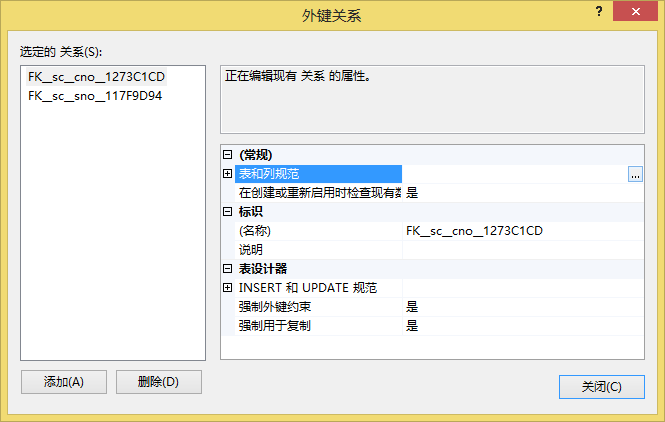 外键关系
?
选定的 关系(S):
FK__sc__cno__1273C1CD
FK__sc__sno__117F9D94
正在编辑现有 关系 的属性。
(常规)
表和列规范
...
在创建或重新启用时检查现有数 是
标识
(名称) FK__sc__cno__1273C1CD
说明
表设计器
INSERT 和 UPDATE 规范
强制外键约束 是
强制用于复制 是
添加(A) 删除(D)
关闭(C)